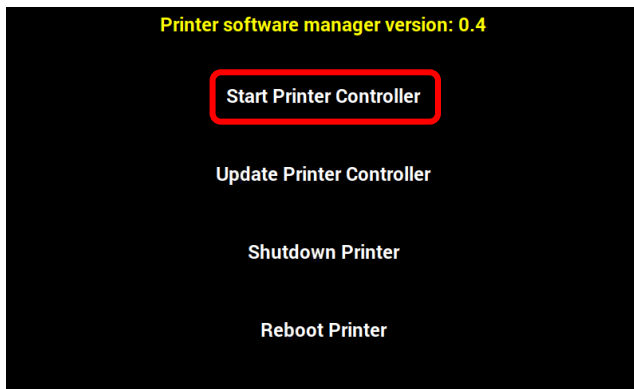 Printer software manager version: 0.4
Start Printer Controller
Update Printer Controller
Shutdown Printer
Reboot Printer